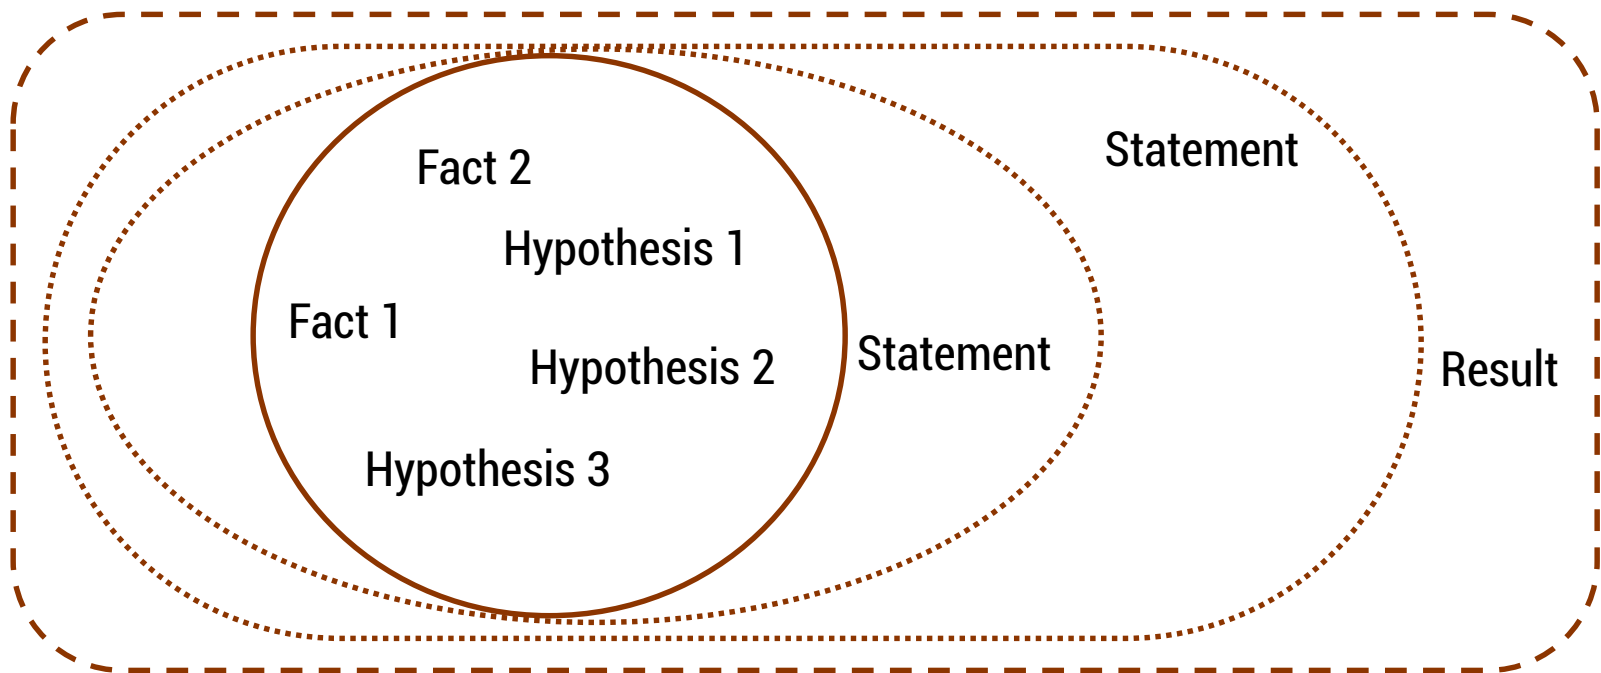 Statement
Fact 2
Hypothesis 1
Fact 1
Statement
Hypothesis 2
Result
Hypothesis 3